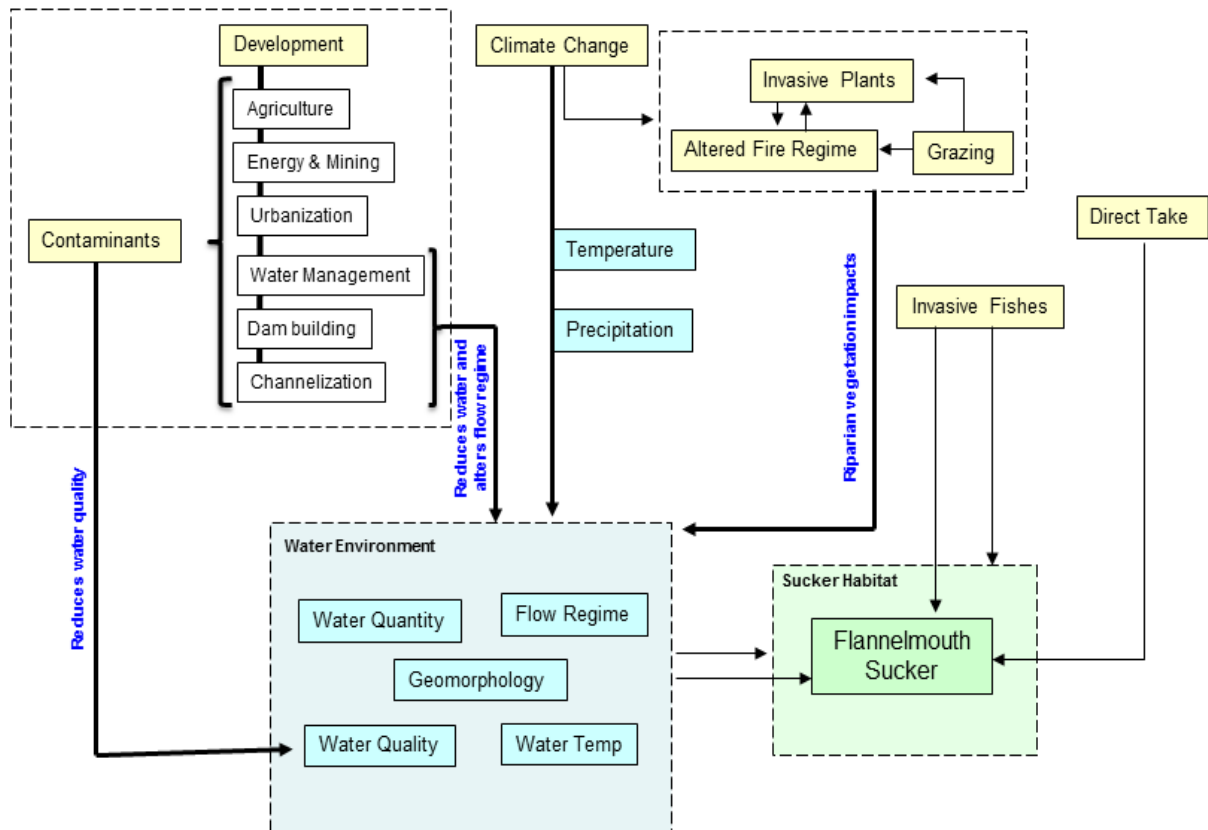 Development
Agriculture
Energy & Mining
Urbanization
Contaminants
Water Management
Dam building
Channelization
Climate Change
Temperature
Precipitation
Invasive Plants
Altered Fire Regime
Grazing
Direct Take
Invasive Fishes
Reduces water quality
Reduces water and
alters flow regime
Riparian vegetation impacts
Water Environment
Water Quantity
Flow Regime
Geomorphology
Water Quality
Water Temp
Sucker Habitat
Flannelmouth
Sucker